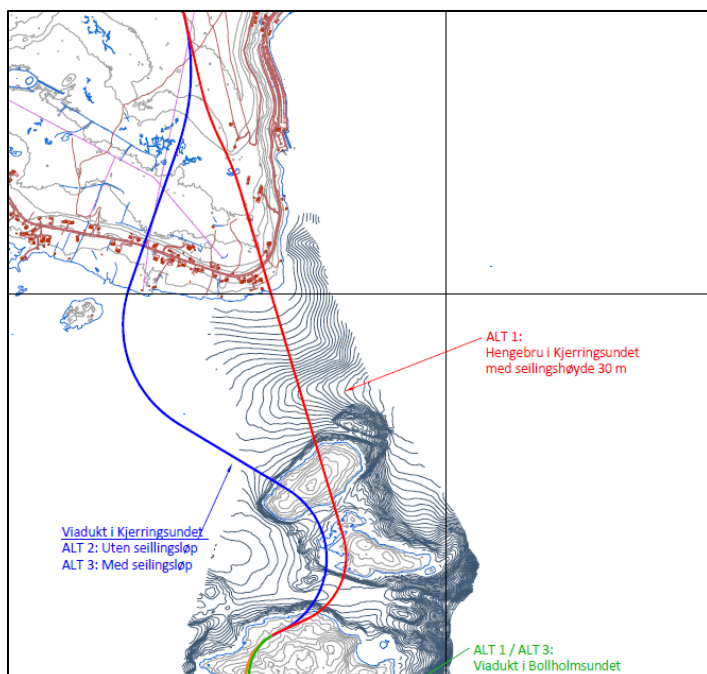 ALT 1:
Hengebru i Kjerringsundet
med seilingshøyde 30 m
Viadukt i Kjerringsundet
ALT 2: Uten seillingsløp
ALT 3: Med seilingsløp
ALT 1 / ALT 3:
Viadukt i Bollholmsundet